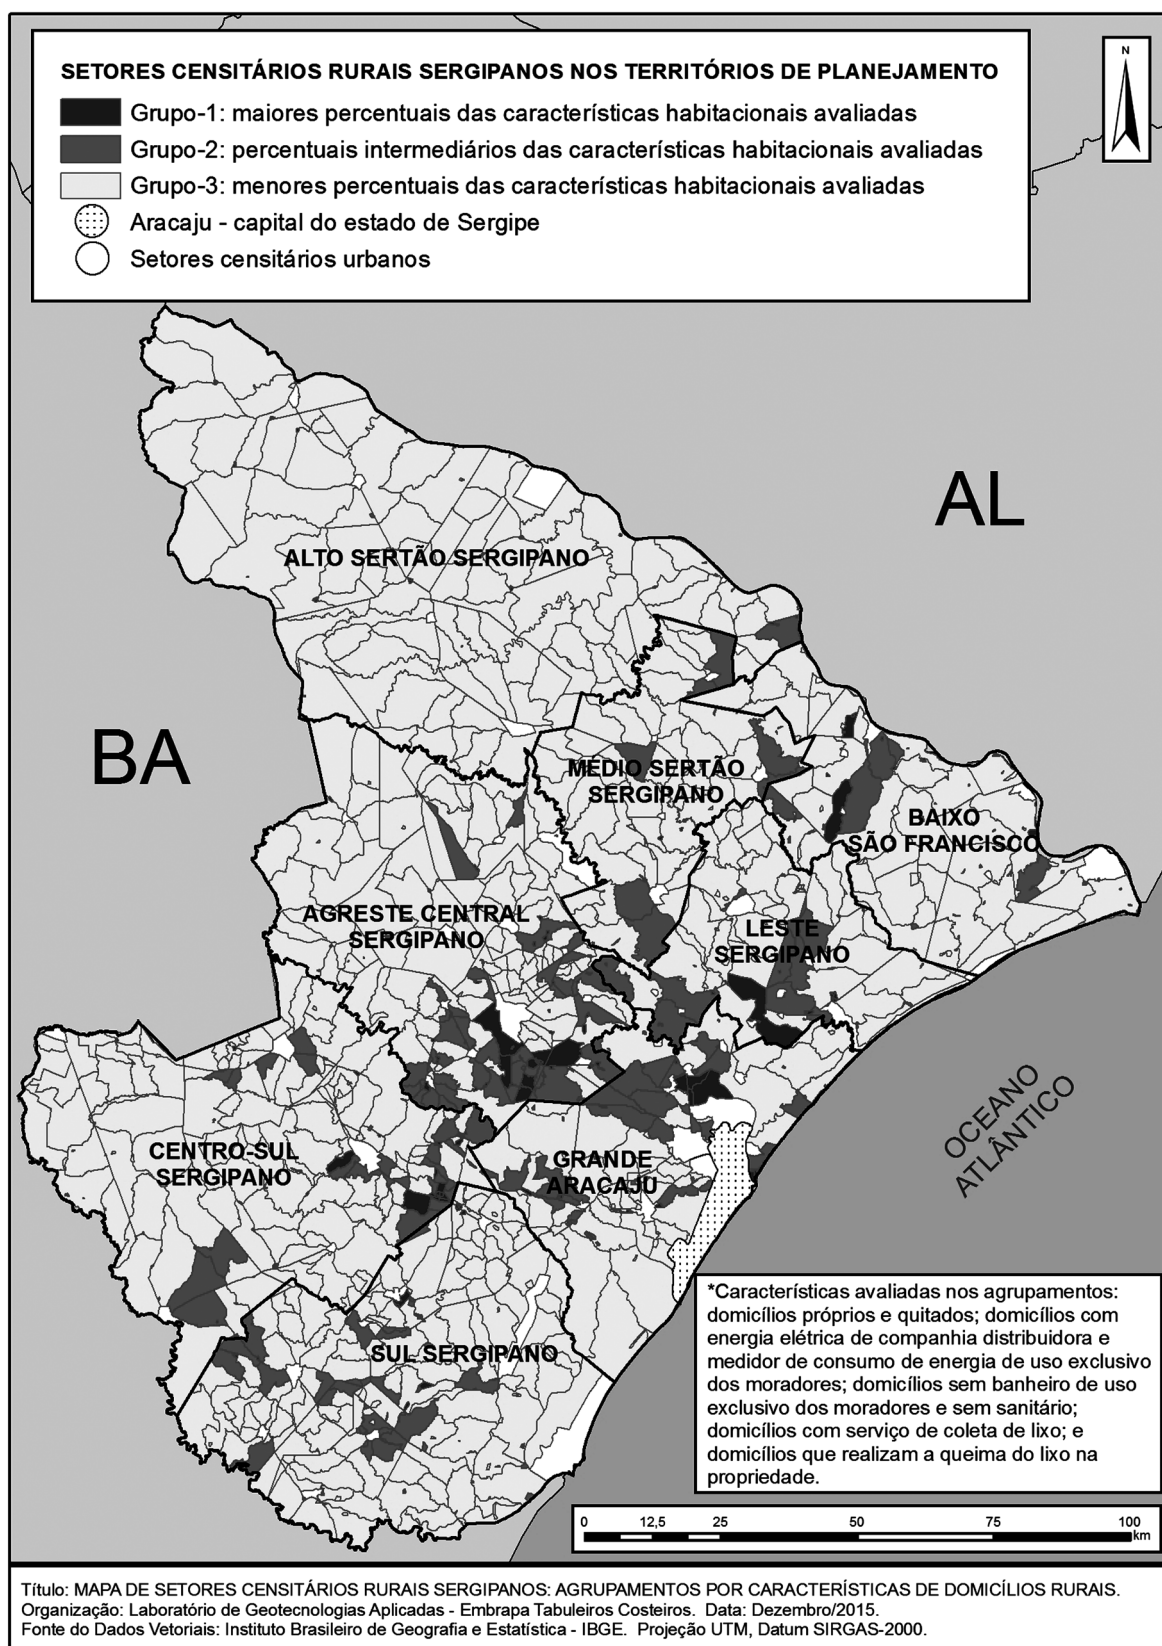 SETORES CENSITÁRIOS RURAIS SERGIPANOS NOS TERRITÓRIOS DE PLANEJAMENTO
Grupo-1: maiores percentuais das características habitacionais avaliadas
Grupo-2: percentuais intermediários das características habitacionais avaliadas
Grupo-3: menores percentuais das características habitacionais avaliadas
Aracaju - capital do estado de Sergipe
Setores censitários urbanos
N
AL
ALTO SERTÃO SERGIPANO
BA
MÉDIO SERTÃO
SERGIPANO
BAIXO
SÃO FRANCISCO
AGRESTE CENTRAL
SERGIPANO
LESTE
SERGIPANO
OCEANO
ATLÂNTICO
CENTRO-SUL
SERGIPANO
GRANDE
ARACAJU
SUL SERGIPANO
*Características avaliadas nos agrupamentos:
domicílios próprios e quitados; domicílios com
energia elétrica de companhia distribuidora e
medidor de consumo de energia de uso exclusivo
dos moradores; domicílios sem banheiro de uso
exclusivo dos moradores e sem sanitário;
domicílios com serviço de coleta de lixo; e
domicílios que realizam a queima do lixo na
propriedade.
0 12,5 25 50 75 100
km
Título: MAPA DE SETORES CENSITÁRIOS RURAIS SERGIPANOS: AGRUPAMENTOS POR CARACTERÍSTICAS DE DOMICÍLIOS RURAIS.
Organização: Laboratório de Geotecnologias Aplicadas - Embrapa Tabuleiros Costeiros. Data: Dezembro/2015.
Fonte do Dados Vetoriais: Instituto Brasileiro de Geografia e Estatística - IBGE. Projeção UTM, Datum SIRGAS-2000.